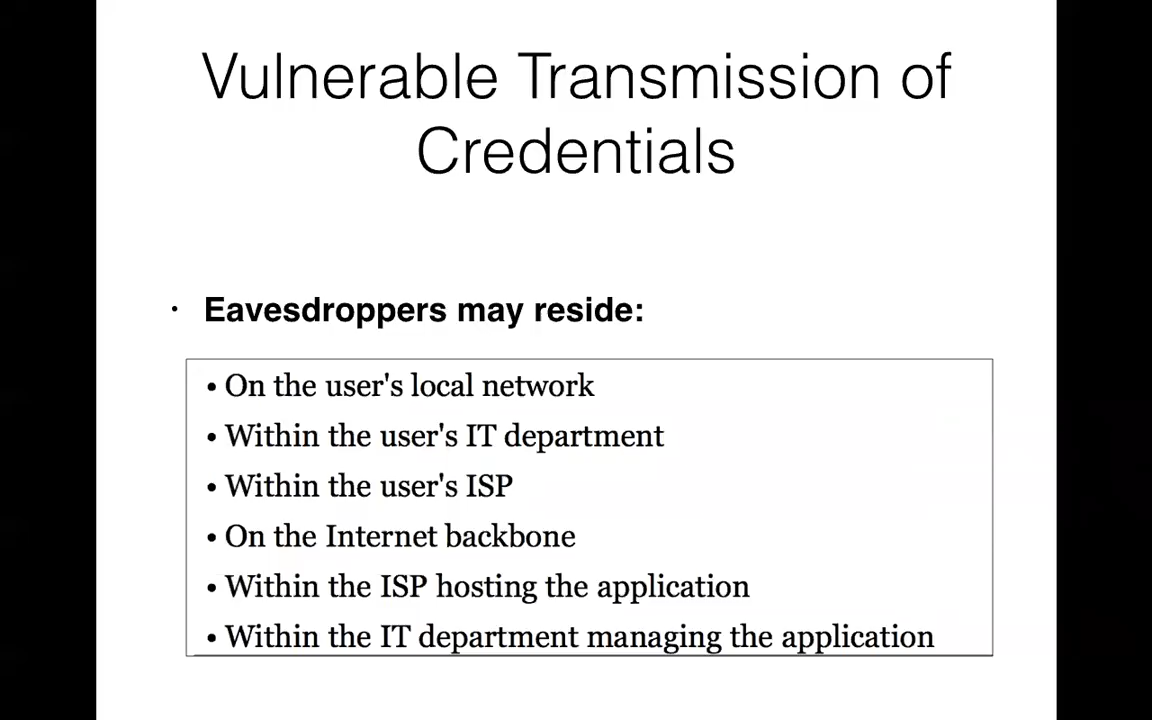 Vulnerable Transmission of
Credentials
· Eavesdroppers may reside:
• On the user's local network
• Within the user's IT department
• Within the user's ISP
• On the Internet backbone
• Within the ISP hosting the application
• Within the IT department managing the application